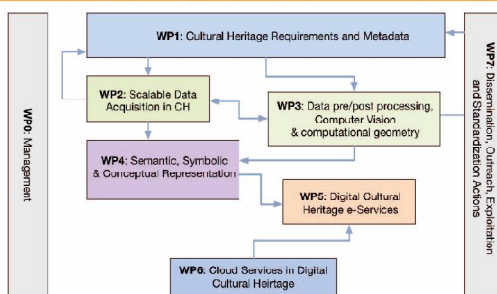 WP0: Management
WP1: Cultural Heritage Requirements and Metadata
WP2: Scalable Data
Acquisition in CH
WP3: Data pre/post processing,
Computer Vision
& computational geometry
WP4: Semantic, Symbolic
& Conceptual Representation
WP5: Digital Cultural
Heritage e-Services
WP6: Cloud Services in Digital
Cultural Heirtage
WP7: Dissemination, Outreach, Exploitation
and Standardization Actions